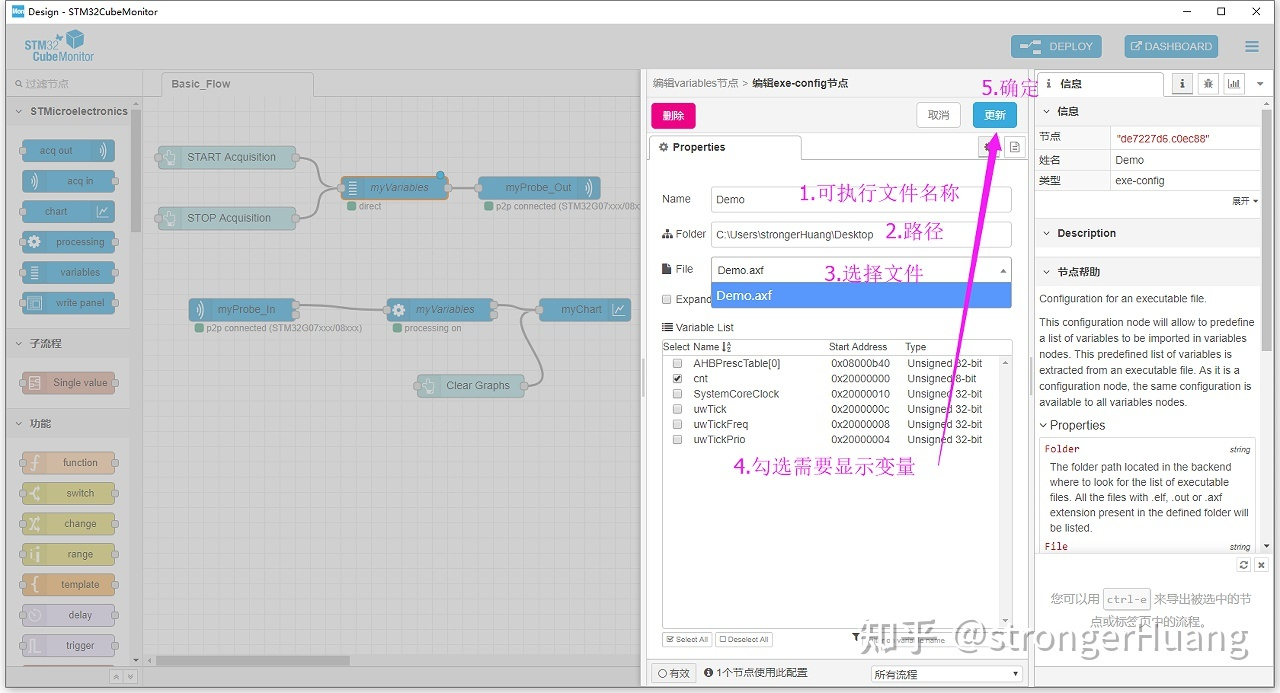 Design - STM32CubeMonitor
STM32
CubeMonitor
DEPLOY
DASHBOARD
过滤节点
STMicroelectronics
acq out
acq in
chart
processing
variables
write panel
子流程
Single value
功能
function
switch
change
range
template
delay
trigger
Basic_Flow
START Acquisition
STOP Acquisition
myVariables
direct
myProbe_Out
p2p connected (STM32G07xxx/08x
myProbe_In
p2p connected (STM32G07xxx/08xxx)
myVariables
processing on
myChart
Clear Graphs
编辑variables节点 > 编辑exe-config节点
5.确定
删除
取消
更新
Properties
Name
Demo
1.可执行文件名称
Folder
C:\Users\strongerHuang\Desktop
2.路径
File
Demo.axf
3.选择文件
Demo.axf
Expand
Variable List
Select Name Start Address Type
AHBPrescTable[0] 0x08000b40 Unsigned 32-bit
cnt 0x20000000 Unsigned 8-bit
SystemCoreClock 0x20000010 Unsigned 32-bit
uwTick 0x2000000c Unsigned 32-bit
uwTickFreq 0x20000008 Unsigned 32-bit
uwTickPrio 0x20000004 Unsigned 32-bit
4.勾选需要显示变量
Select All
Deselect All
有效
1个节点使用此配置
所有流程
信息
信息
节点 "de7227d6.c0ec88"
姓名 Demo
类型 exe-config
展开
Description
节点帮助
Configuration for an executable file.
This configuration node will allow to predefine
a list of variables to be imported in variables
nodes. This predefined list of variables is
extracted from an executable file. As it is a
configuration node, the same configuration is
available to all variables nodes.
Properties
Folder string
The folder path located in the backend
where to look for the list of executable
files. All the files with .elf, .out or .axf
extension present in the defined folder will
be listed.
File string
您可以用 ctrl-e 来导出被选中的节
点或标签页中的流程。
知乎 @strongerHuang